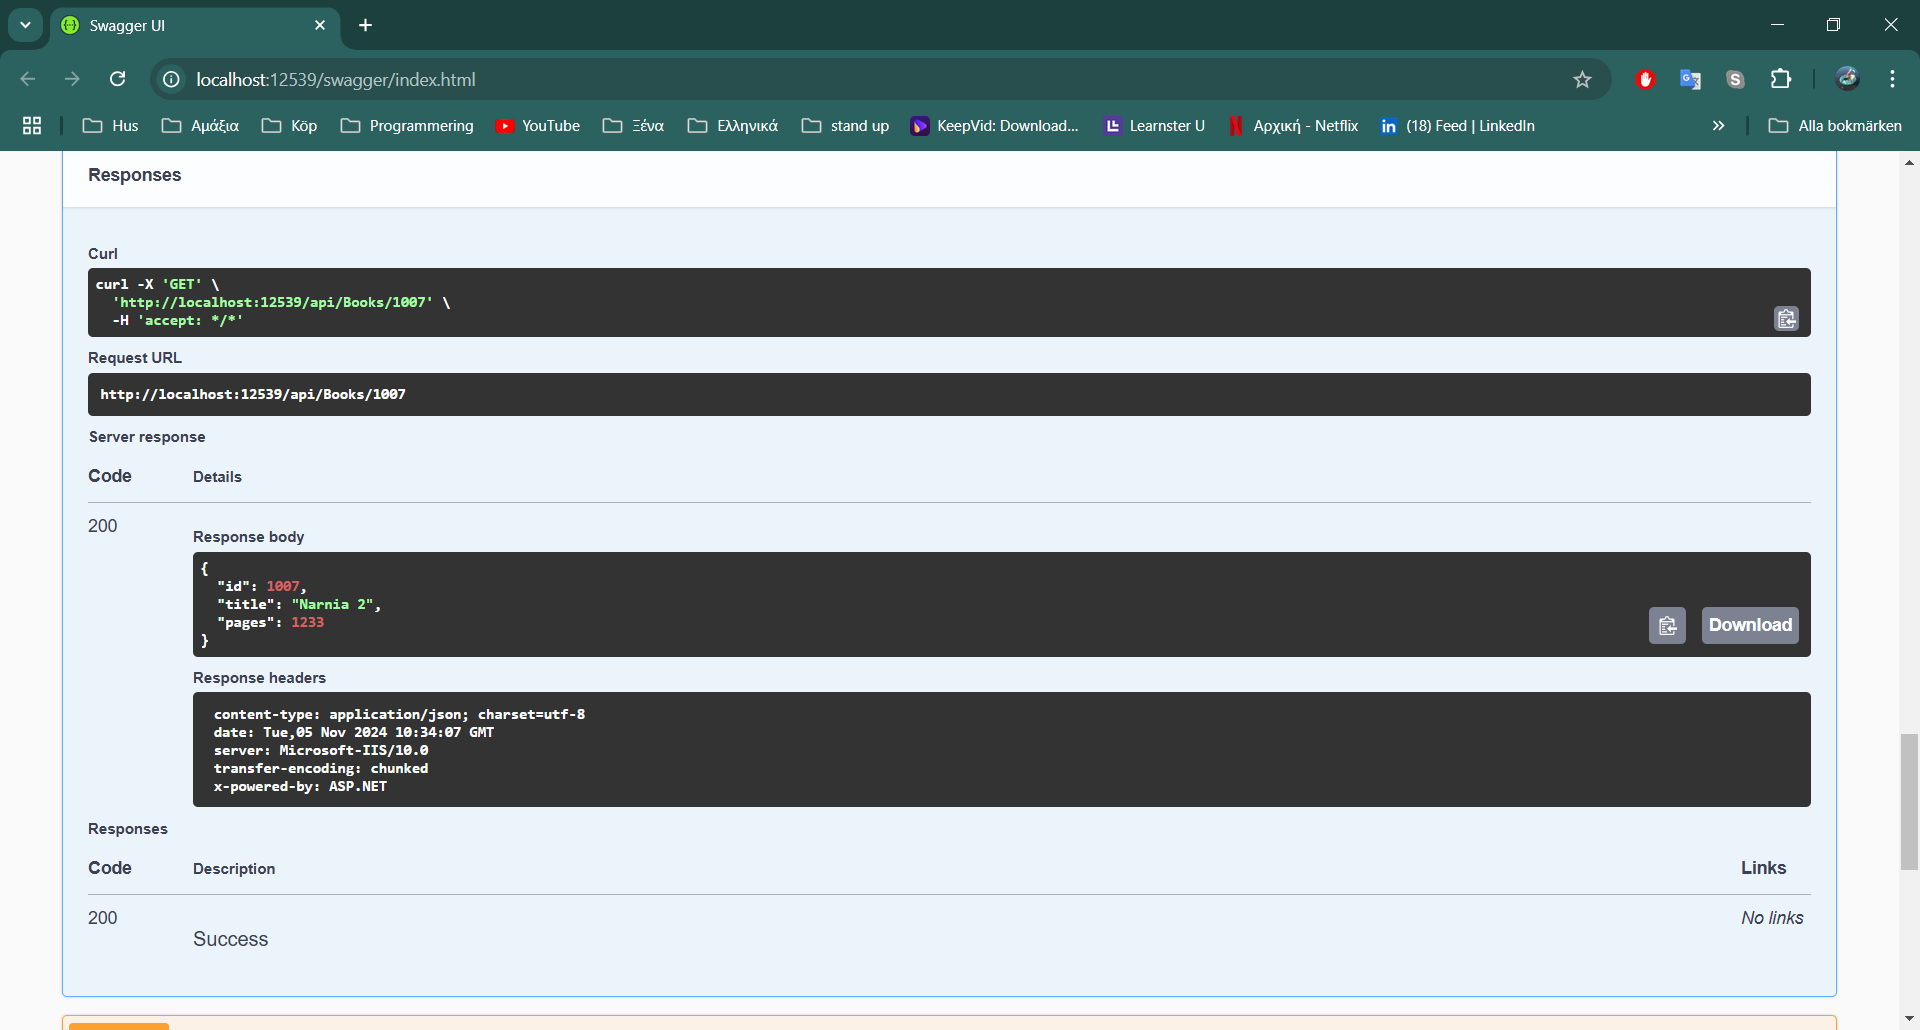 Swagger UI
localhost:12539/swagger/index.html
Hus
Αμάξια
Köp
Programmering
YouTube
Ξένα
Ελληνικά
stand up
KeepVid: Download...
Learnster U
Αρχική - Netflix
(18) Feed | LinkedIn
Alla bokmärken
Responses
Curl
curl -X 'GET' \
'http://localhost:12539/api/Books/1007' \
-H 'accept: */*'
Request URL
http://localhost:12539/api/Books/1007
Server response
Code Details
200
Response body
{
"id": 1007,
"title": "Narnia 2",
"pages": 1233
}
Download
Response headers
content-type: application/json; charset=utf-8
date: Tue,05 Nov 2024 10:34:07 GMT
server: Microsoft-IIS/10.0
transfer-encoding: chunked
x-powered-by: ASP.NET
Responses
Code Description Links
200 No links
Success